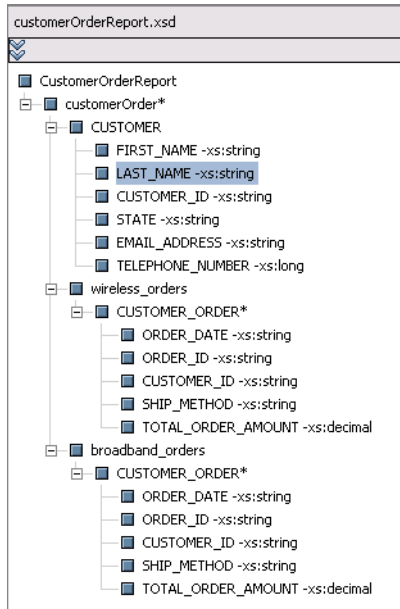 customerOrderReport.xsd
CustomerOrderReport
customerOrder*
CUSTOMER
FIRST_NAME -xs:string
LAST_NAME -xs:string
CUSTOMER_ID -xs:string
STATE -xs:string
EMAIL_ADDRESS -xs:string
TELEPHONE_NUMBER -xs:long
wireless_orders
CUSTOMER_ORDER*
ORDER_DATE -xs:string
ORDER_ID -xs:string
CUSTOMER_ID -xs:string
SHIP_METHOD -xs:string
TOTAL_ORDER_AMOUNT -xs:decimal
broadband_orders
CUSTOMER_ORDER*
ORDER_DATE -xs:string
ORDER_ID -xs:string
CUSTOMER_ID -xs:string
SHIP_METHOD -xs:string
TOTAL_ORDER_AMOUNT -xs:decimal